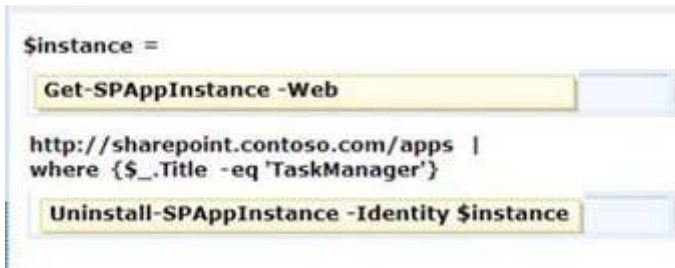 $instance =
Get-SPAppInstance -Web
http://sharepoint.contoso.com/apps |
where {$_.Title -eq 'TaskManager'}
Uninstall-SPAppInstance -Identity $instance